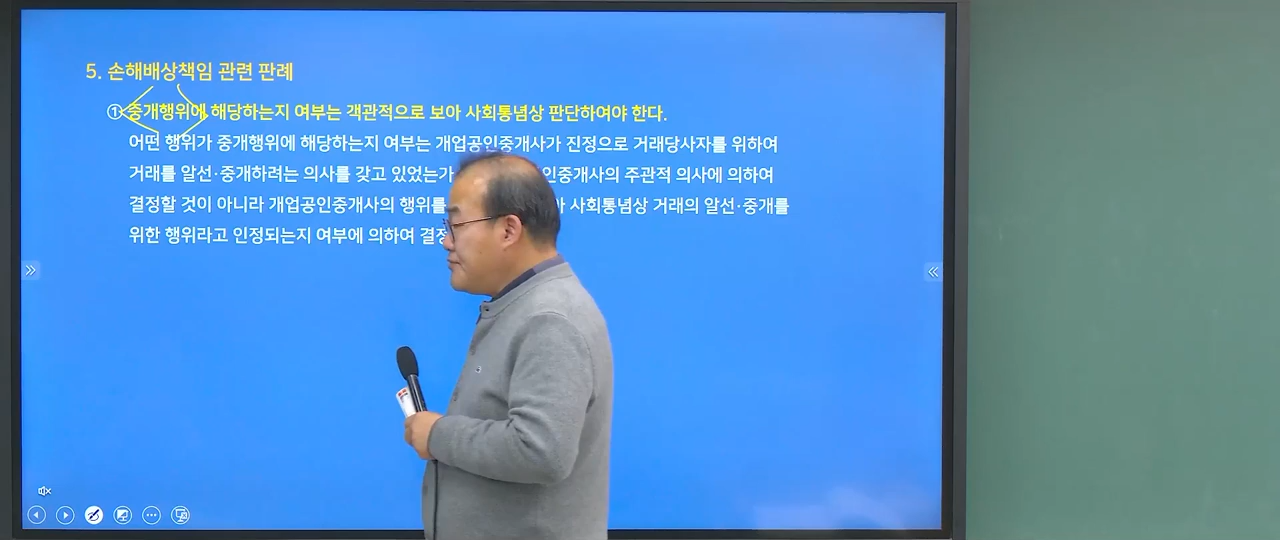 5. 손해배상책임 관련 판례
① 중개행위에 해당하는지 여부는 객관적으로 보아 사회통념상 판단하여야 한다.
어떤 행위가 중개행위에 해당하는지 여부는 개업공인중개사가 진정으로 거래당사자를 위하여
거래를 알선·중개하려는 의사를 갖고 있었는가 인중개사의 주관적 의사에 의하여
결정할 것이 아니라 개업공인중개사의 행위를 사회통념상 거래의 알선·중개를
위한 행위라고 인정되는지 여부에 의하여